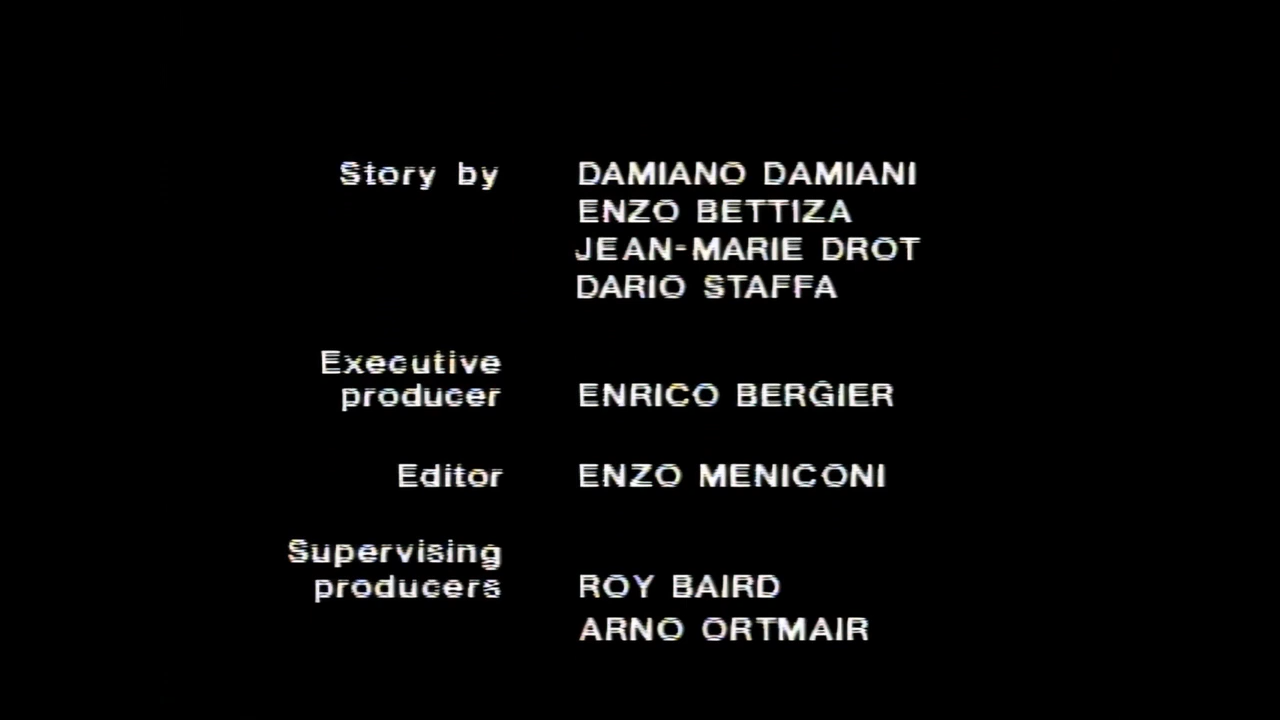 Story by DAMIANO DAMIANI
ENZO BETTIZA
JEAN-MARIE DROT
DARIO STAFFA
Executive
producer ENRICO BERGIER
Editor ENZO MENICONI
Supervising
producers ROY BAIRD
ARNO ORTMAIR